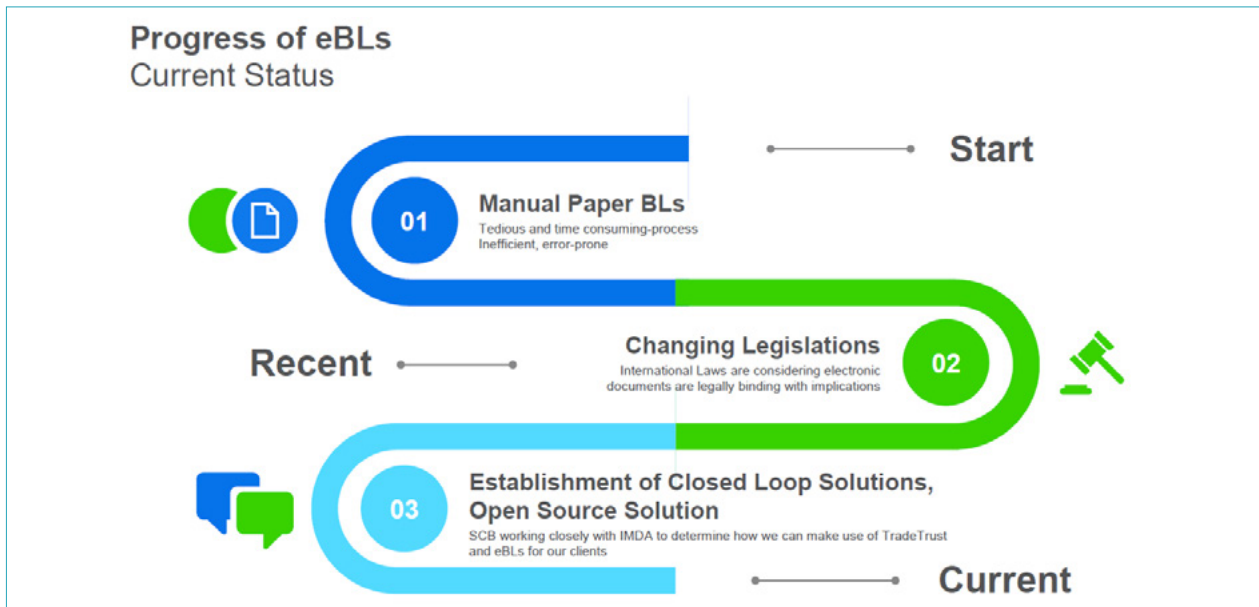 Progress of eBLs
Current Status
Start
01
Manual Paper BLs
Tedious and time consuming-process
Inefficient, error-prone
Recent
Changing Legislations
International Laws are considering electronic
documents are legally binding with implications
02
03
Establishment of Closed Loop Solutions,
Open Source Solution
SCB working closely with IMDA to determine how we can make use of TradeTrust
and eBLs for our clients
Current